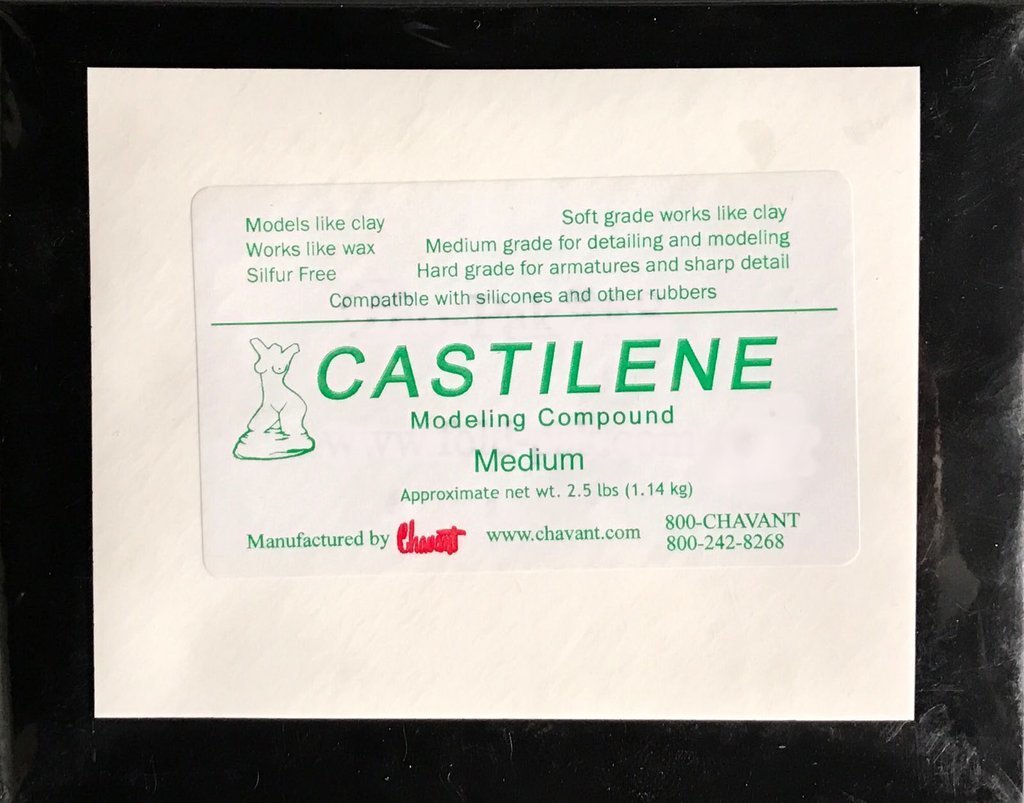 Models like clay
Works like wax
Silfur Free
Soft grade works like clay
Medium grade for detailing and modeling
Hard grade for armatures and sharp detail
Compatible with silicones and other rubbers
CASTILENE
Modeling Compound
Medium
Approximate net wt. 2.5 lbs (1.14 kg)
Manufactured by Chavant www.chavant.com
800-CHAVANT
800-242-8268